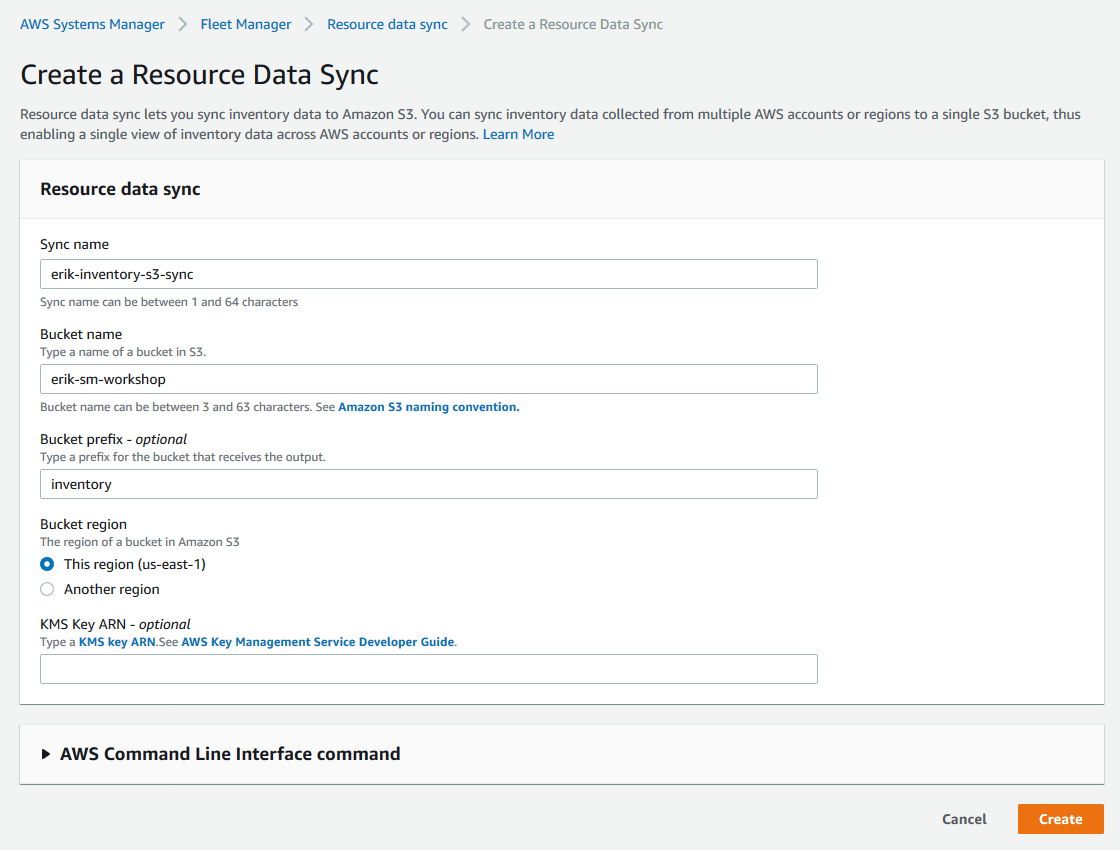 AWS Systems Manager > Fleet Manager > Resource data sync > Create a Resource Data Sync
Create a Resource Data Sync
Resource data sync lets you sync inventory data to Amazon S3. You can sync inventory data collected from multiple AWS accounts or regions to a single S3 bucket, thus
enabling a single view of inventory data across AWS accounts or regions. Learn More
Resource data sync
Sync name
erik-inventory-s3-sync
Sync name can be between 1 and 64 characters
Bucket name
Type a name of a bucket in S3.
erik-sm-workshop
Bucket name can be between 3 and 63 characters. See Amazon S3 naming convention.
Bucket prefix - optional
Type a prefix for the bucket that receives the output.
inventory
Bucket region
The region of a bucket in Amazon S3
This region (us-east-1)
Another region
KMS Key ARN - optional
Type a KMS key ARN.See AWS Key Management Service Developer Guide.
AWS Command Line Interface command
Cancel Create